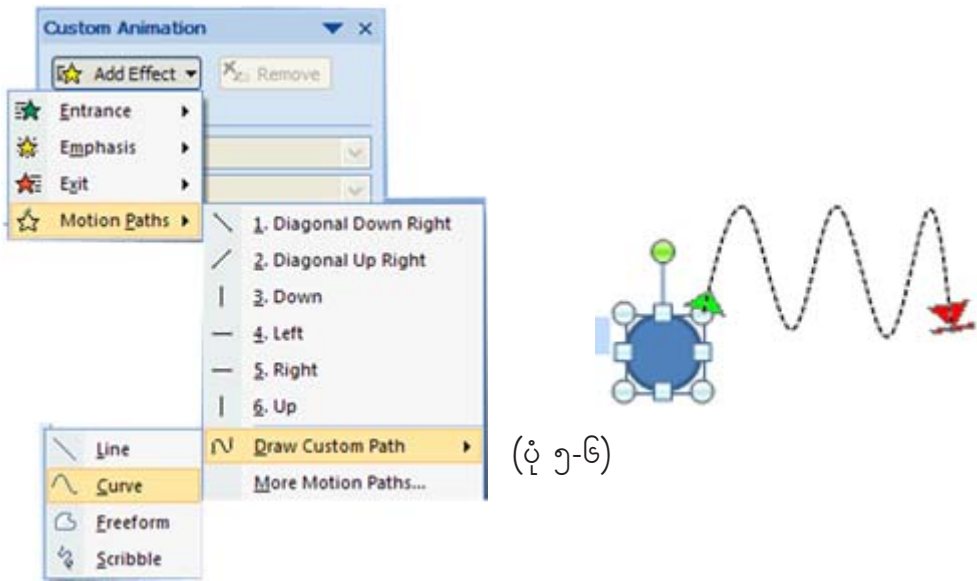 Custom Animation
Add Effect
Remove
Entrance
Emphasis
Exit
Motion Paths
1. Diagonal Down Right
2. Diagonal Up Right
3. Down
4. Left
5. Right
6. Up
Draw Custom Path
More Motion Paths...
Line
Curve
Freeform
Scribble
(ပုံ ၅-၆)